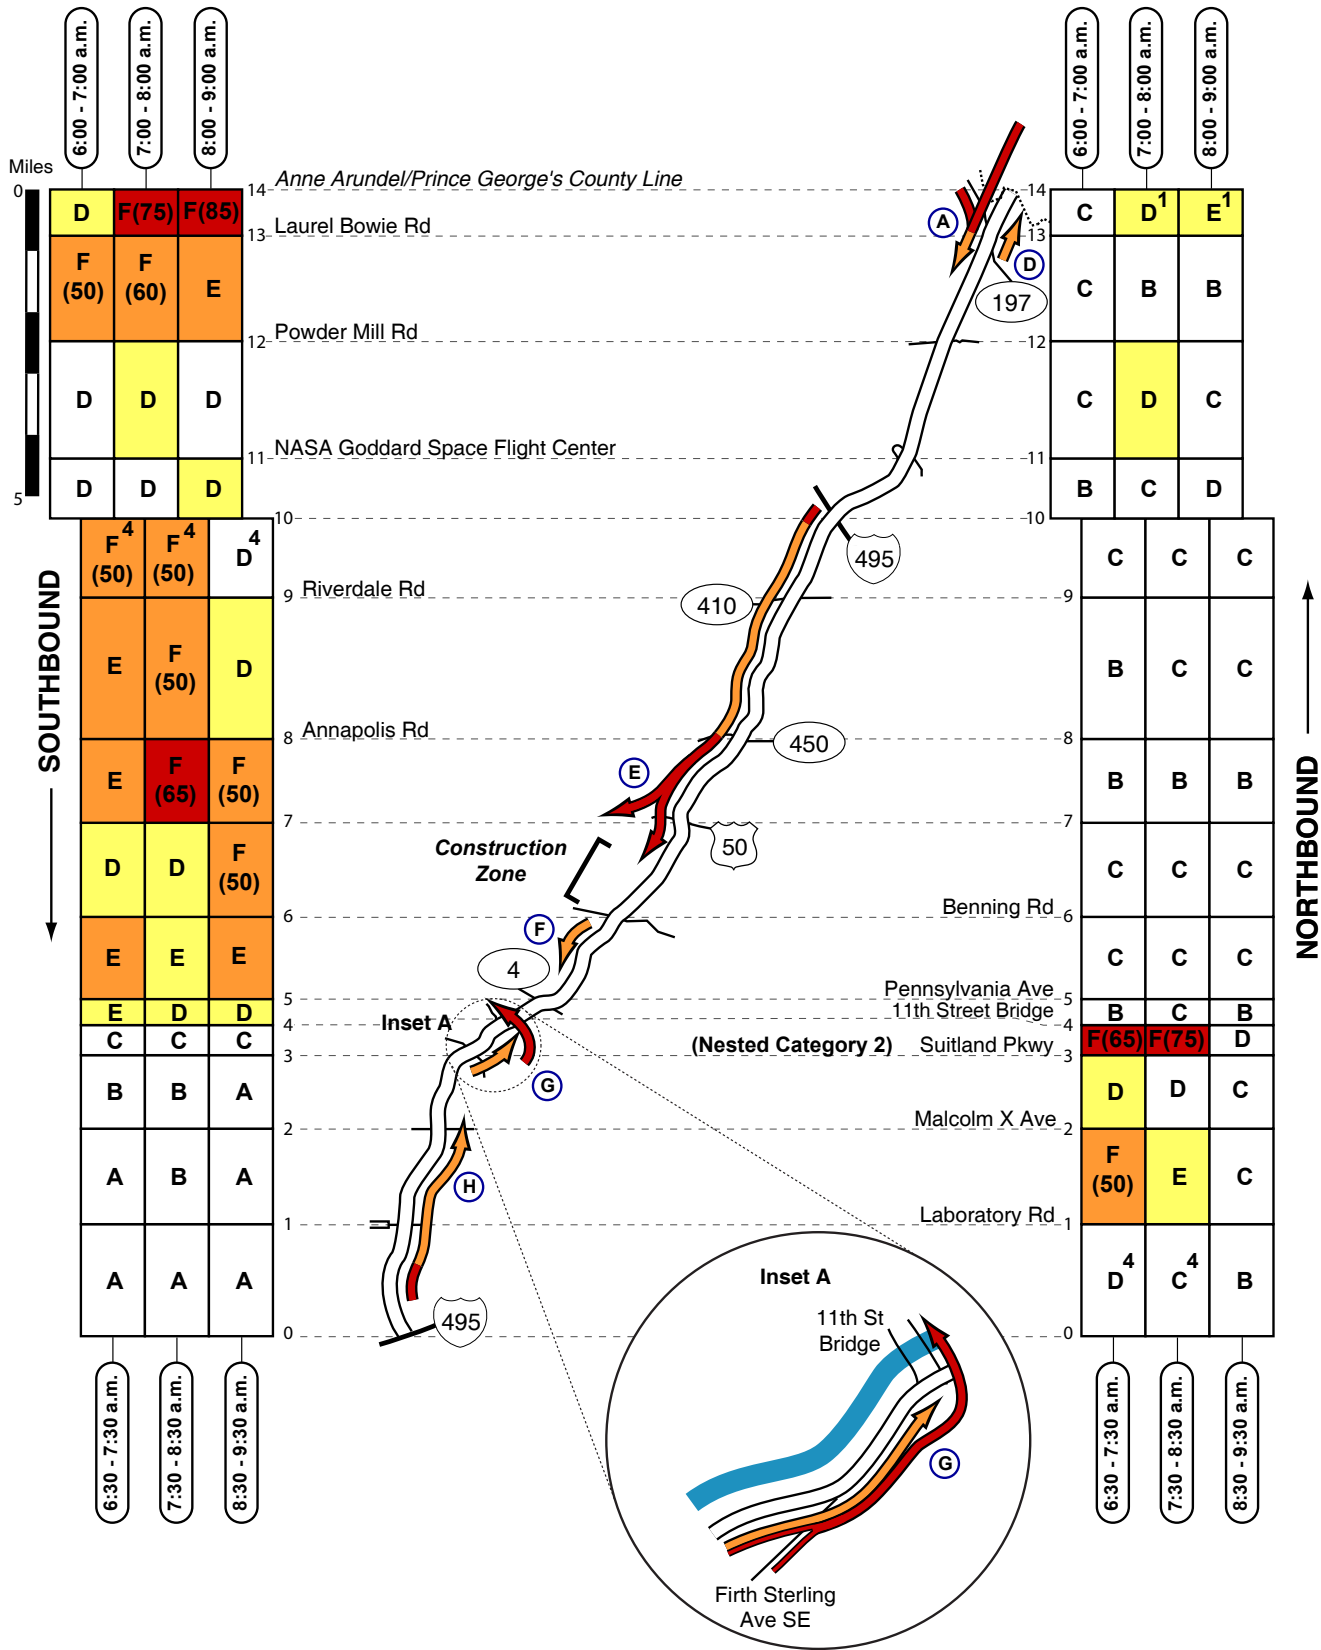 6:00 - 7:00 a.m.
7:00 - 8:00 a.m.
8:00 - 9:00 a.m.
6:00 - 7:00 a.m.
7:00 - 8:00 a.m.
8:00 - 9:00 a.m.
Miles
0
5
14 Anne Arundel/Prince George's County Line 14
D F(75) F(85)
C D1 E1
A
13 Laurel Bowie Rd 13
D
197
F (50) F (60) E
C B B
12 Powder Mill Rd 12
D D D
C D C
11 NASA Goddard Space Flight Center 11
D D D
B C D
10 10
495
F4 (50) F4 (50) D4
C C C
9 Riverdale Rd 9
410
SOUTHBOUND
NORTHBOUND
E F (50) D
B C C
8 Annapolis Rd 8
450
E
E F (65) F (50)
B B B
7 7
50
Construction
Zone
D D F (50)
C C C
6 Benning Rd 6
F
4
E E E
C C C
5 Pennsylvania Ave 5
E D D
B C B
4 11th Street Bridge 4
Inset A
C C C
(Nested Category 2)
F(65) F(75) D
3 Suitland Pkwy 3
G
B B A
D D C
2 Malcolm X Ave 2
H
A B A
F (50) E C
1 Laboratory Rd 1
A A A
D4 C4 B
495
0 0
Inset A
11th St
Bridge
G
Firth Sterling
Ave SE
6:30 - 7:30 a.m.
7:30 - 8:30 a.m.
8:30 - 9:30 a.m.
6:30 - 7:30 a.m.
7:30 - 8:30 a.m.
8:30 - 9:30 a.m.